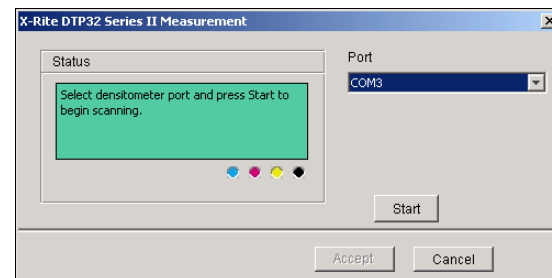 X-Rite DTP32 Series II Measurement
Status
Select densitometer port and press Start to
begin scanning.
Port
COM3
Start
Accept
Cancel